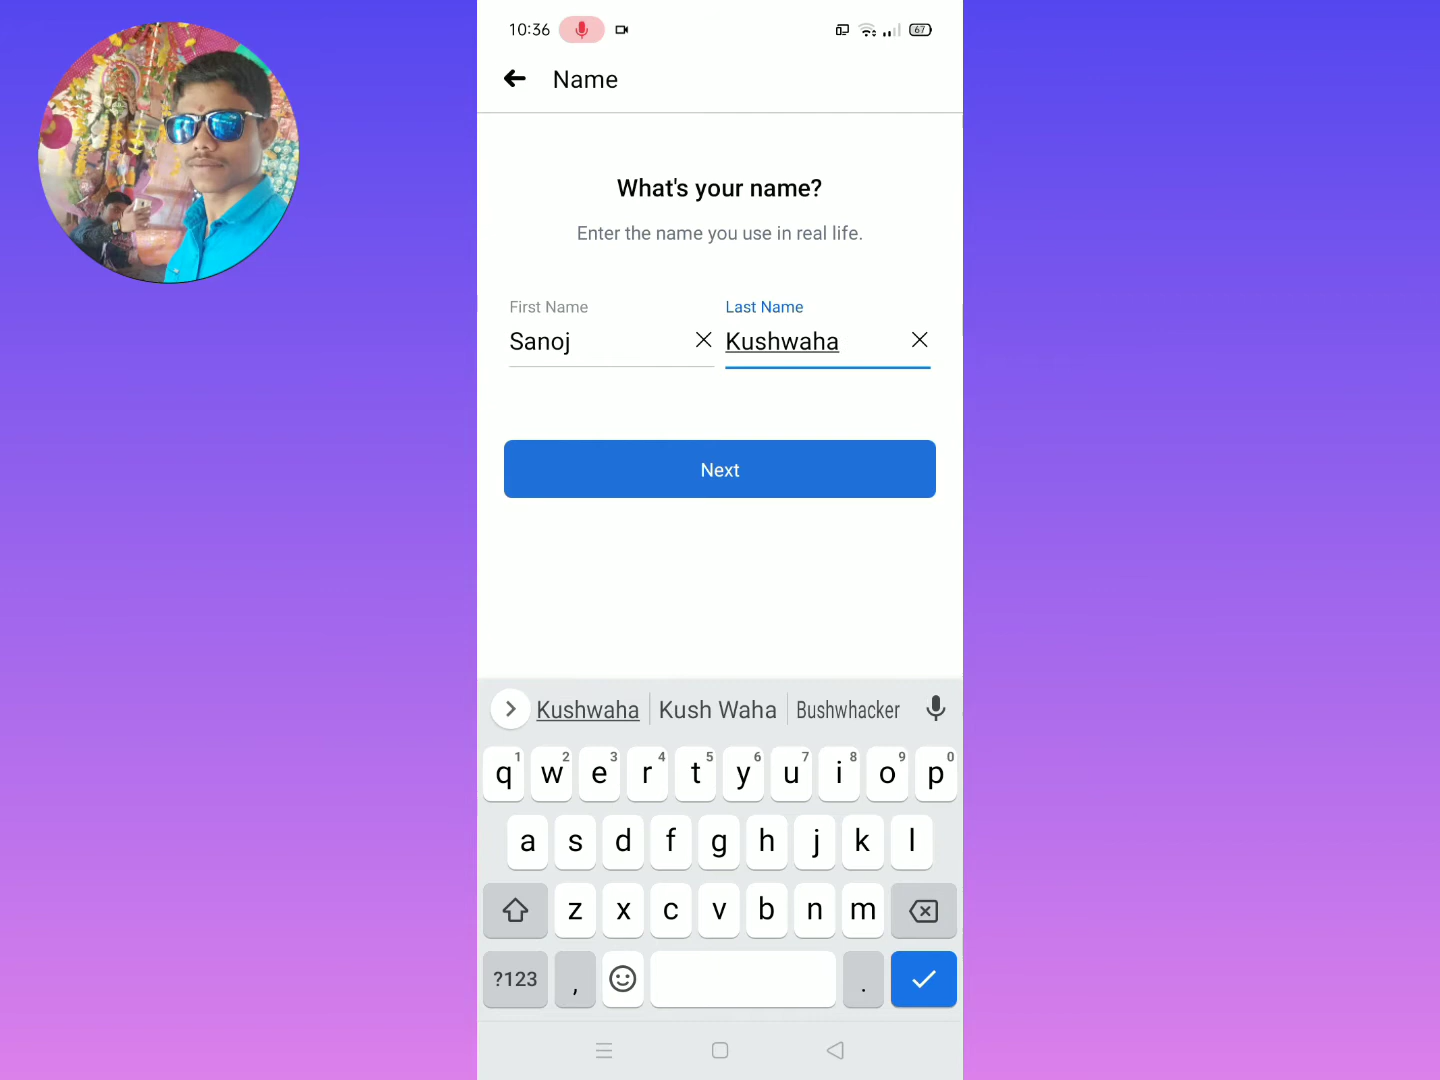 10:36
67
Name
What's your name?
Enter the name you use in real life.
First Name
Last Name
Sanoj
Kushwaha
Next
Kushwaha
Kush Waha
Bushwhacker
q 1 w 2 e 3 r 4 t 5 y 6 u 7 i 8 o 9 p 0
a s d f g h j k l
z x c v b n m
?123 , .